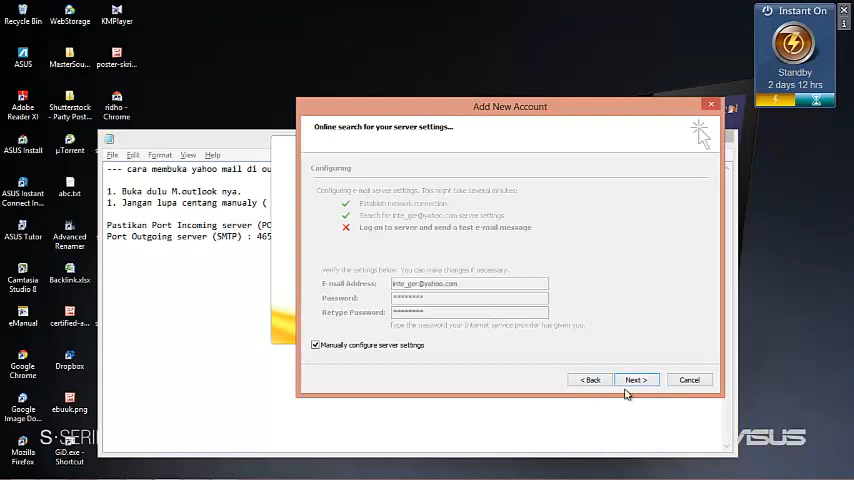 Recycle Bin
WebStorage
KMPlayer
ASUS
MasterSou...
poster-skri...
Adobe
Reader XI
Shutterstock
- Party Post...
ridho -
Chrome
ASUS Install
µTorrent
ASUS Instant
Connect In...
abc.txt
ASUS Tutor
Advanced
Renamer
Camtasia
Studio 8
Backlink.xlsx
eManual
certified-a...
Google
Chrome
Dropbox
Google
Image Do...
ebuuk.png
Mozilla
Firefox
GiD.exe -
Shortcut
S·SERI
File Edit Format View Help
--- cara membuka yahoo mail di ou
1. Buka dulu M.outlook nya.
1. Jangan lupa centang manualy (
Pastikan Port Incoming server (PO
Port Outgoing server (SMTP) : 465
Add New Account
Online search for your server settings...
Configuring
Configuring e-mail server settings. This might take several minutes:
Establish network connection
Search for inte_ger@yahoo.com server settings
Log on to server and send a test e-mail message
Verify the settings below. You can make changes if necessary.
E-mail Address: inte_ger@yahoo.com
Password: ********
Retype Password: ********
Type the password your Internet service provider has given you.
Manually configure server settings
< Back Next > Cancel
Instant On
Standby
2 days 12 hrs
ASUS